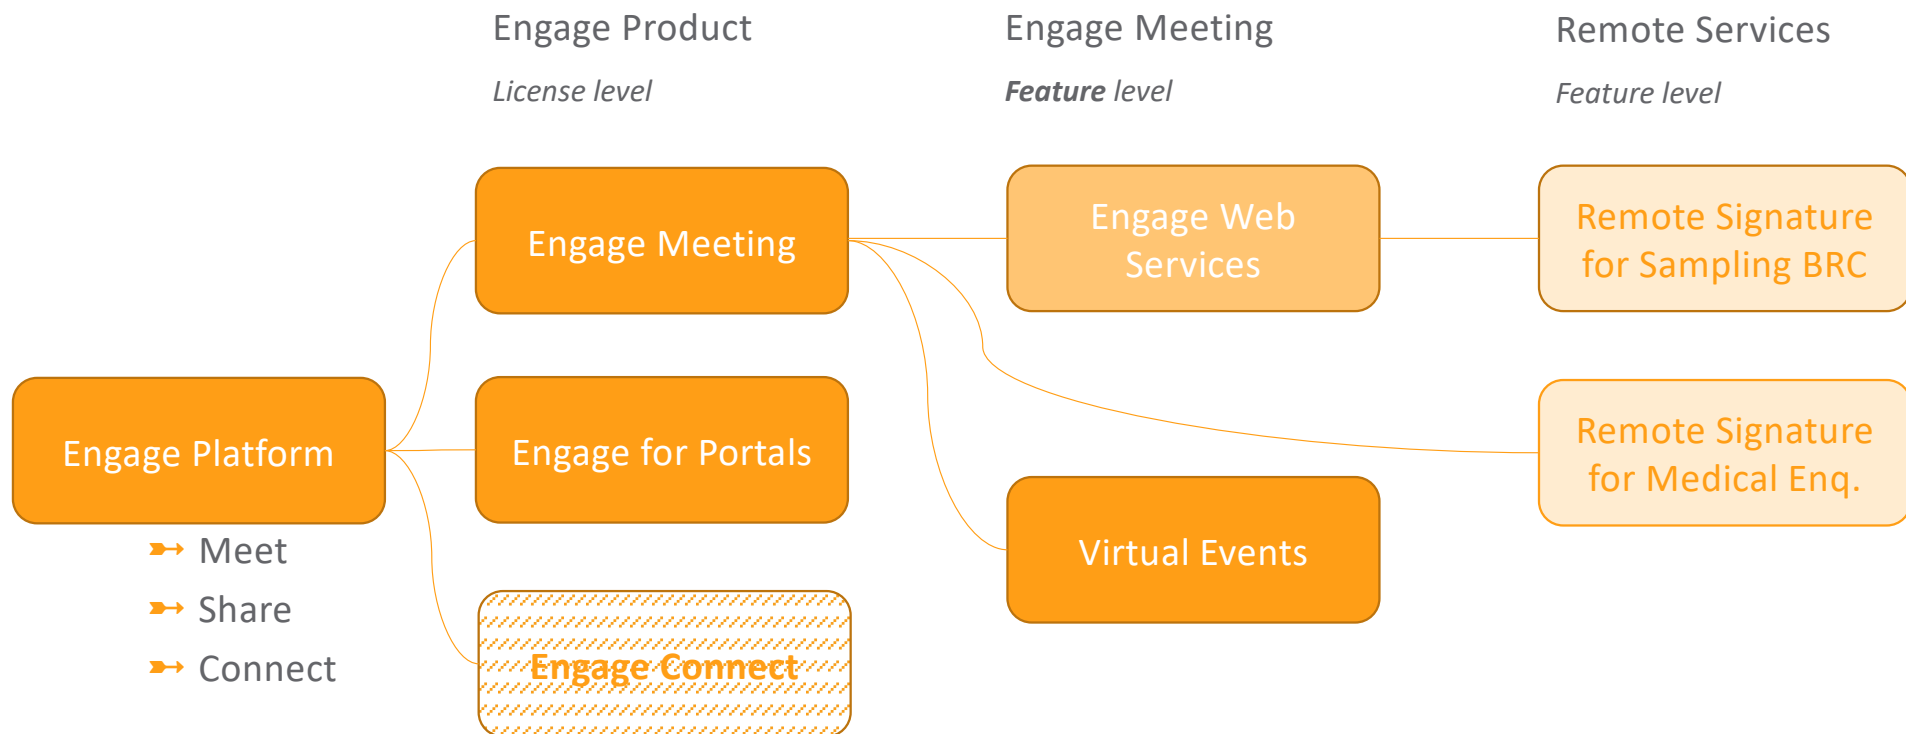 Engage Product
License level
Engage Meeting
Feature level
Remote Services
Feature level
Engage Platform
Meet
Share
Connect
Engage Meeting
Engage for Portals
Engage Connect
Engage Web
Services
Virtual Events
Remote Signature
for Sampling BRC
Remote Signature
for Medical Enq.